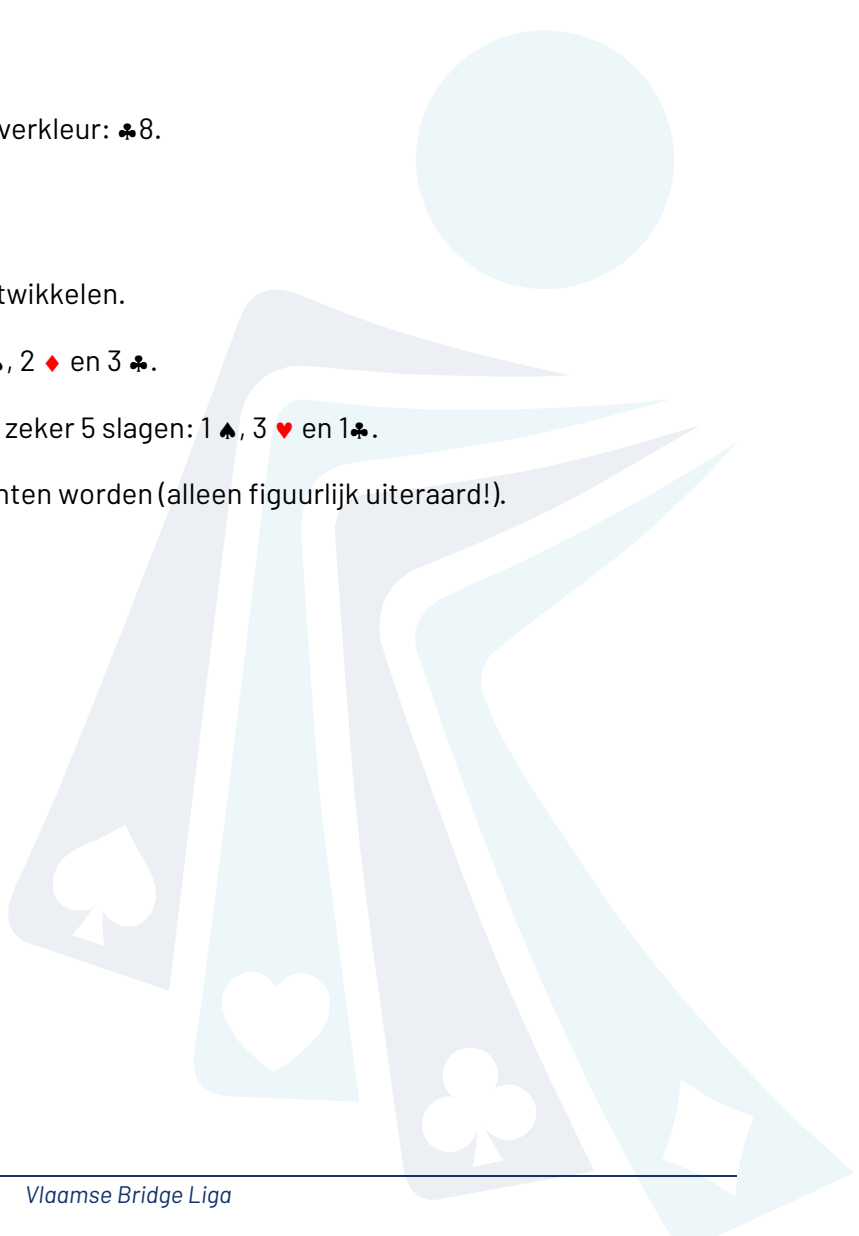 verkleur: ♣8.
twikkelen.
, 2 ♦ en 3 ♣.
zeker 5 slagen: 1 ♠, 3 ♥ en 1♣.
nten worden (alleen figuurlijk uiteraard!).
Vlaamse Bridge Liga